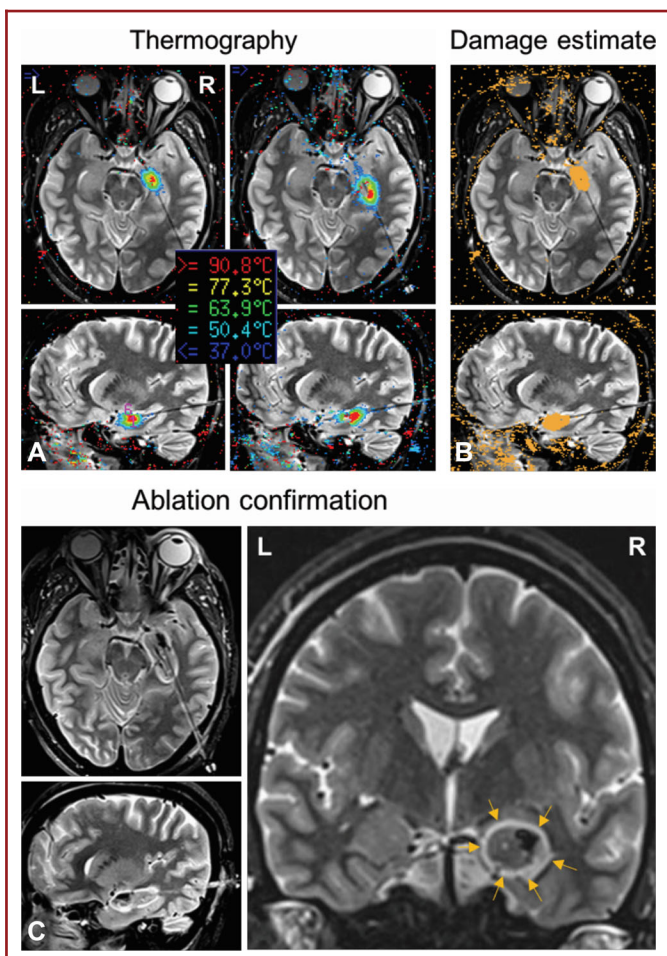 Thermography
Damage estimate
L R
>= 90.8°C
= 77.3°C
= 63.9°C
= 50.4°C
<= 37.0°C
A
B
Ablation confirmation
L R
C